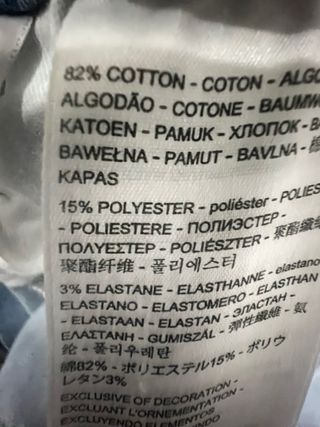 82% COTTON - COTON - ALGO
ALGODÃO - COTONE - BAUMW
KATOEN - PAMUK - ХЛОПОК -
BAWEŁNA - PAMUT - BAVLNA -
KAPAS
15% POLYESTER - poliéster - POLIES
- POLIESTERE - ПОЛИЭСТЕР -
ΠΟΛΥΕΣΤΕΡ - POLIÉSZTER - 聚酯
聚酯纤维 - 폴리에스터
3% ELASTANE - ELASTHANNE - elastano
ELASTANO - ELASTOMERO - ELASTHAN
- ELASTAAN - ELASTAN - ЭЛАСТАН -
ΕΛΑΣΤΑΝΗ - GUMISZÁL - 弾性纖維 - 氨
纶 - 폴리우레탄
綿82% - ポリエステル15% - ポリウ
レタン3%
EXCLUSIVE OF DECORATION -
EXCLUANT L'ORNEMENTATION -
EXCLUYENDO ELEMENTOS